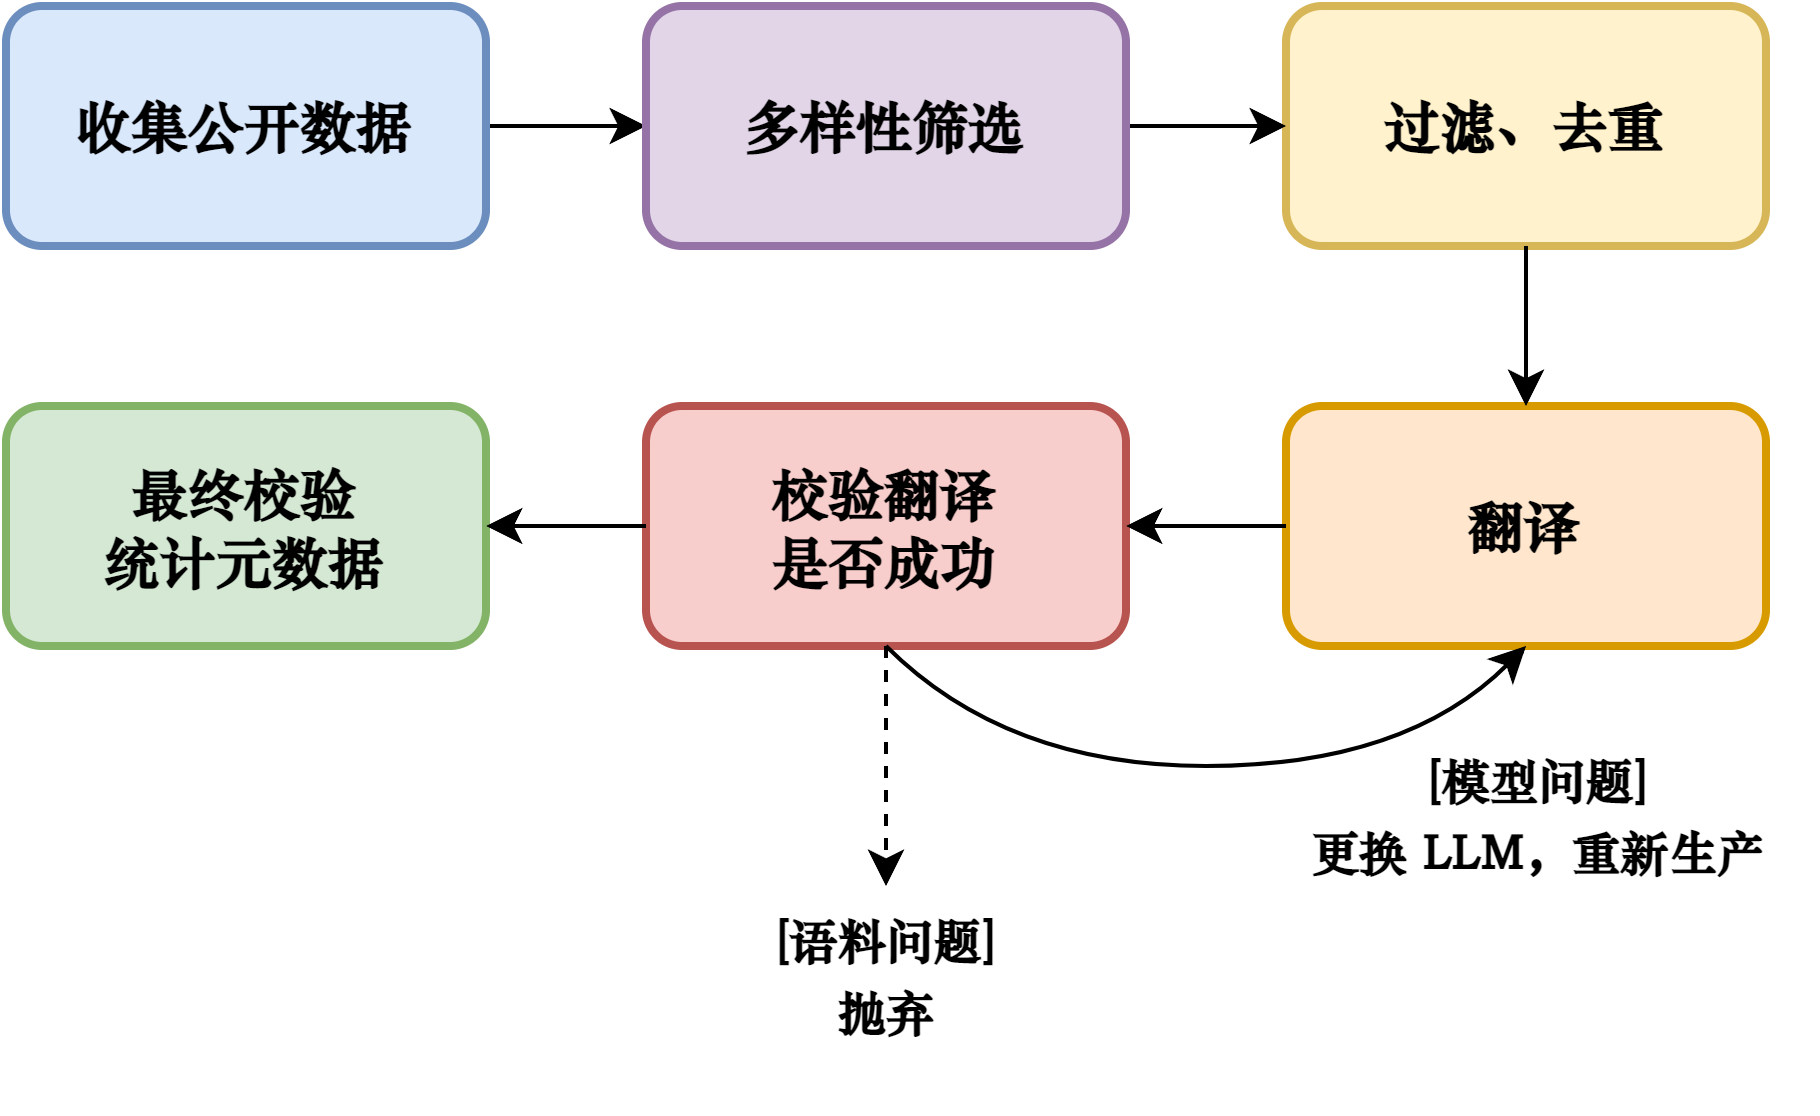 收集公开数据
多样性筛选
过滤、去重
翻译
校验翻译
是否成功
最终校验
统计元数据
[模型问题]
更换 LLM，重新生产
[语料问题]
抛弃